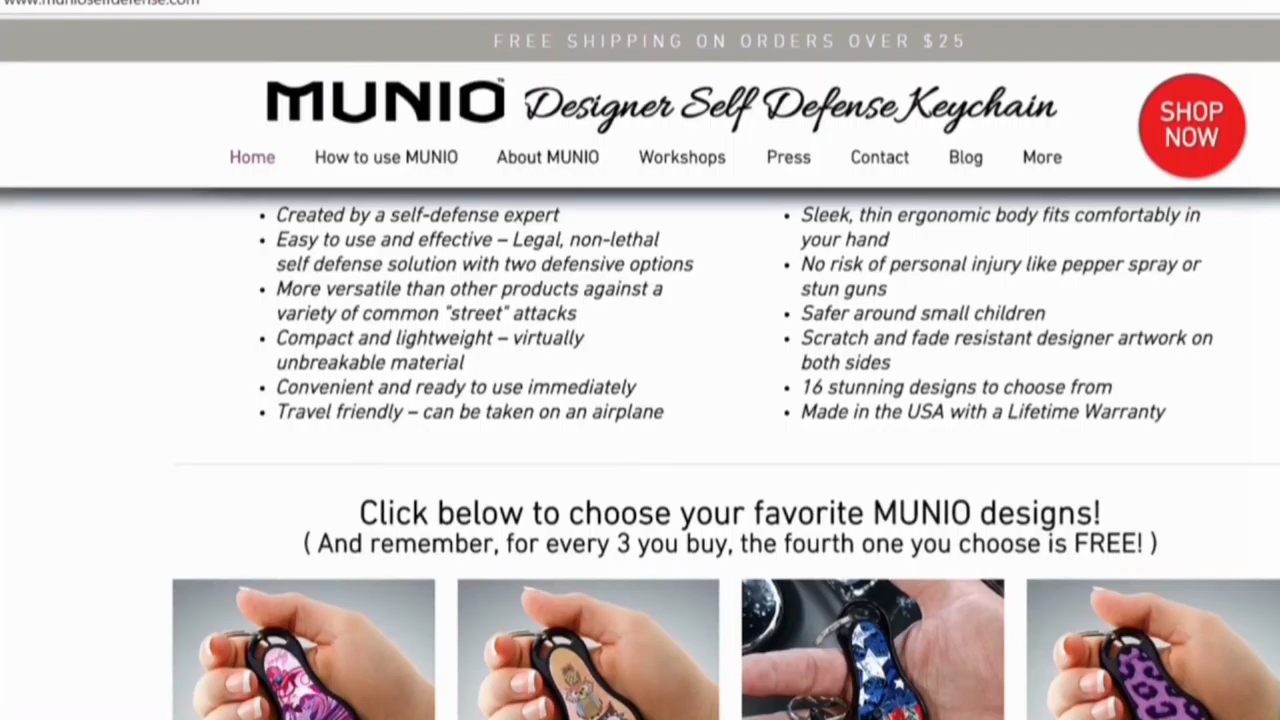 www.munioselfdefense.com
FREE SHIPPING ON ORDERS OVER $25
MUNIO™ Designer Self Defense Keychain
SHOP
NOW
Home How to use MUNIO About MUNIO Workshops Press Contact Blog More
• Created by a self-defense expert
• Easy to use and effective – Legal, non-lethal
self defense solution with two defensive options
• More versatile than other products against a
variety of common "street" attacks
• Compact and lightweight – virtually
unbreakable material
• Convenient and ready to use immediately
• Travel friendly – can be taken on an airplane
• Sleek, thin ergonomic body fits comfortably in
your hand
• No risk of personal injury like pepper spray or
stun guns
• Safer around small children
• Scratch and fade resistant designer artwork on
both sides
• 16 stunning designs to choose from
• Made in the USA with a Lifetime Warranty
Click below to choose your favorite MUNIO designs!
( And remember, for every 3 you buy, the fourth one you choose is FREE! )